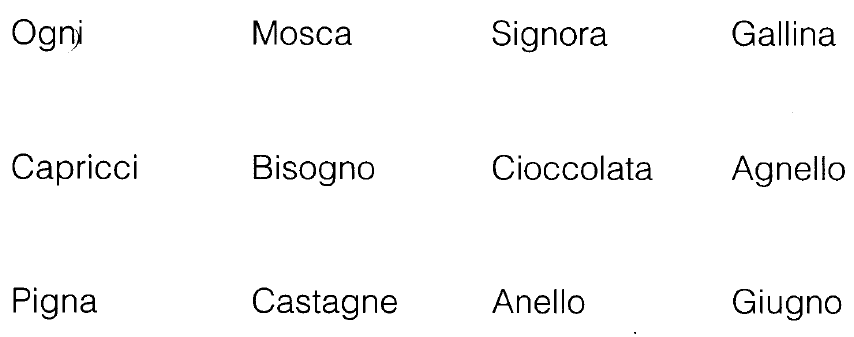 Ogni Mosca Signora Gallina
Capricci Bisogno Cioccolata Agnello
Pigna Castagne Anello Giugno